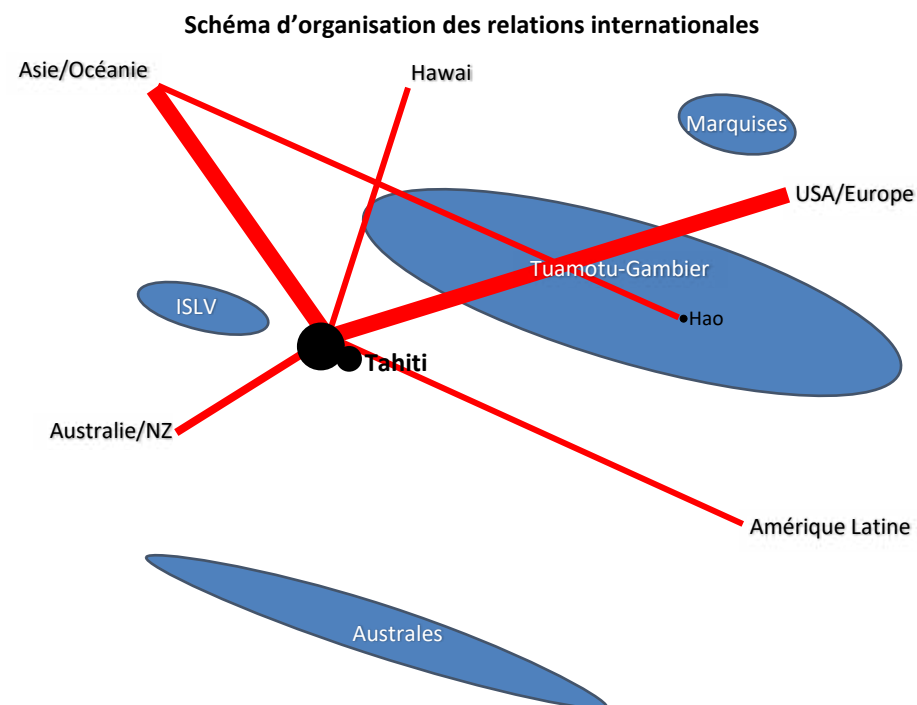 Schéma d’organisation des relations internationales
Asie/Océanie
Hawai
Marquises
USA/Europe
Tuamotu-Gambier
ISLV
Hao
Tahiti
Australie/NZ
Amérique Latine
Australes